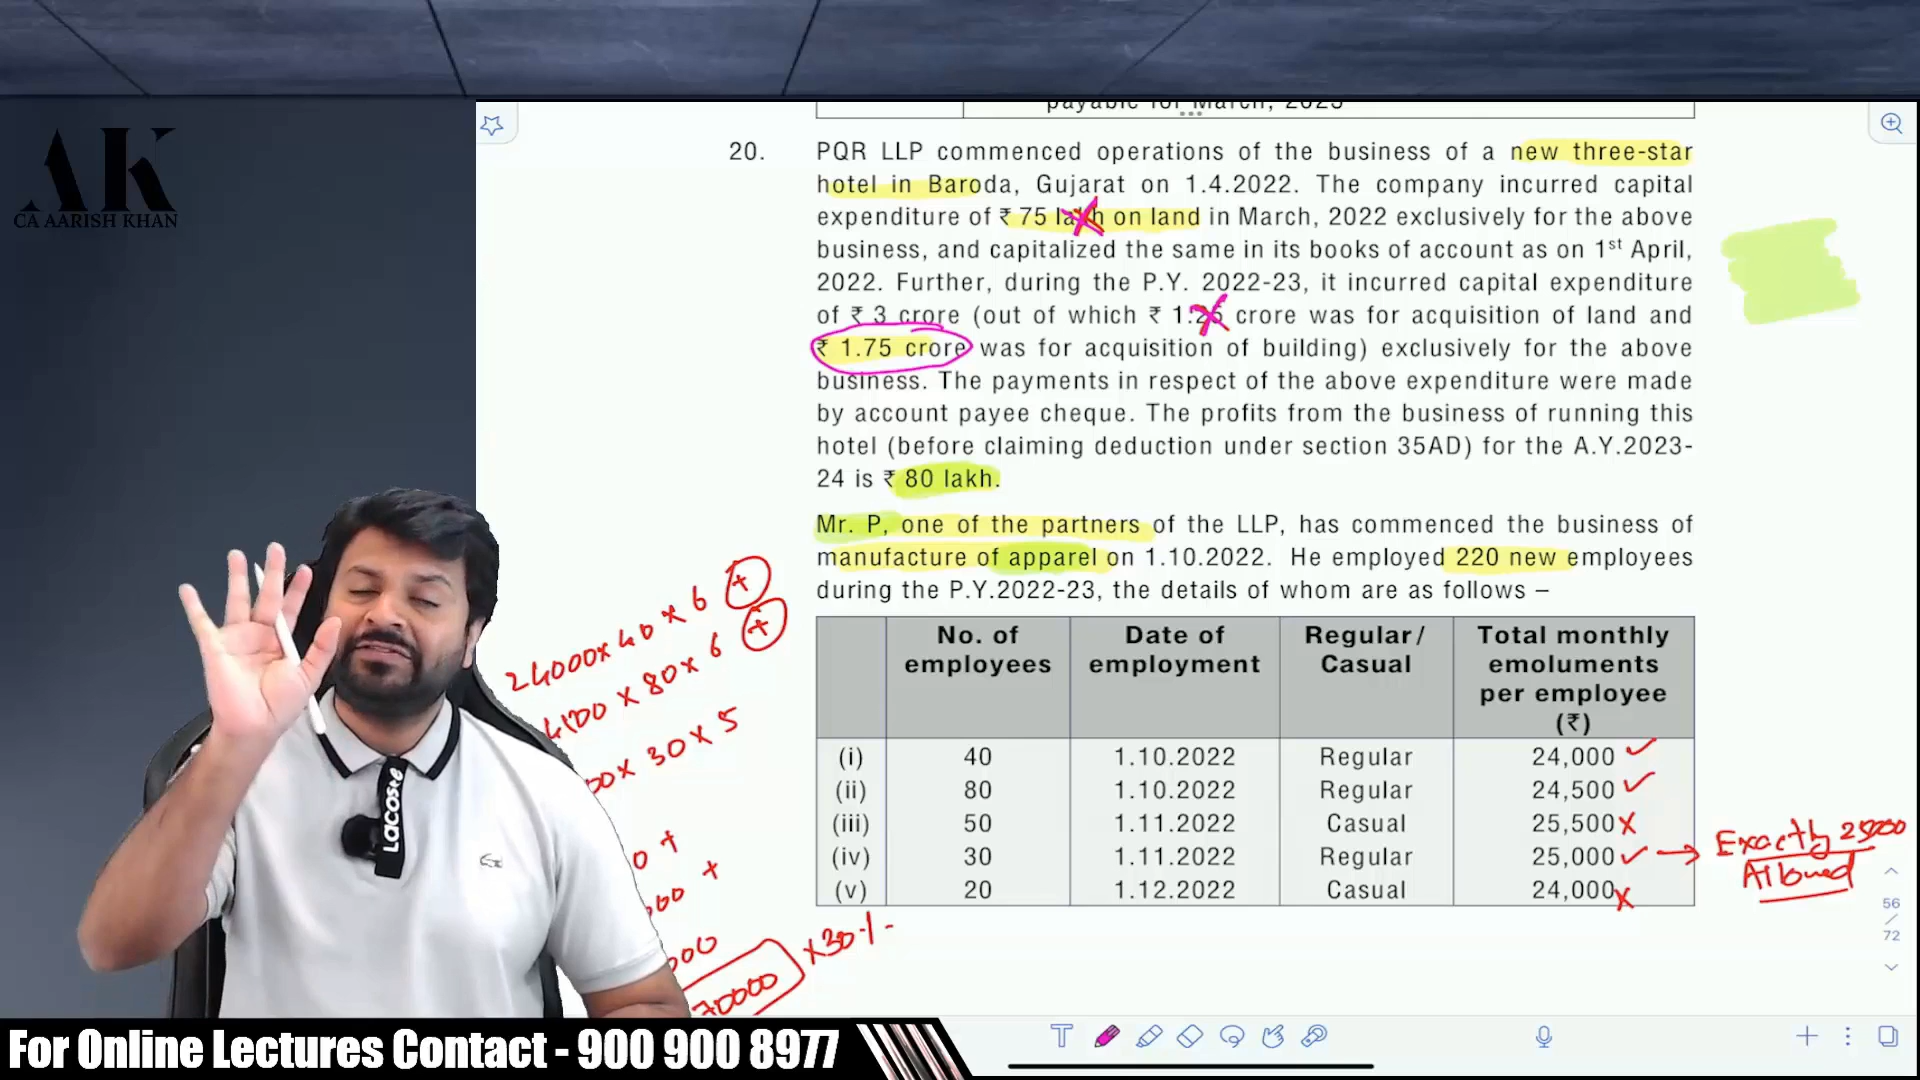 AK
CA AARISH KHAN
payable for March, 2023
20. PQR LLP commenced operations of the business of a new three-star
hotel in Baroda, Gujarat on 1.4.2022. The company incurred capital
expenditure of ₹ 75 lakh on land in March, 2022 exclusively for the above
business, and capitalized the same in its books of account as on 1st April,
2022. Further, during the P.Y. 2022-23, it incurred capital expenditure
of ₹ 3 crore (out of which ₹ 1.25 crore was for acquisition of land and
₹ 1.75 crore was for acquisition of building) exclusively for the above
business. The payments in respect of the above expenditure were made
by account payee cheque. The profits from the business of running this
hotel (before claiming deduction under section 35AD) for the A.Y.2023-
24 is ₹ 80 lakh.
Mr. P, one of the partners of the LLP, has commenced the business of
manufacture of apparel on 1.10.2022. He employed 220 new employees
during the P.Y.2022-23, the details of whom are as follows –
No. of employees Date of employment Regular/ Casual Total monthly emoluments per employee (₹)
(i) 40 1.10.2022 Regular 24,000
(ii) 80 1.10.2022 Regular 24,500
(iii) 50 1.11.2022 Casual 25,500
(iv) 30 1.11.2022 Regular 25,000
(v) 20 1.12.2022 Casual 24,000
Exactly 25000
Allowed
24000 x 40 x 6 +
x 80 x 6 +
x 30 x 5
0 +
000 +
000
70000 x 30%
56
/
72
Lacoste
For Online Lectures Contact - 900 900 8977